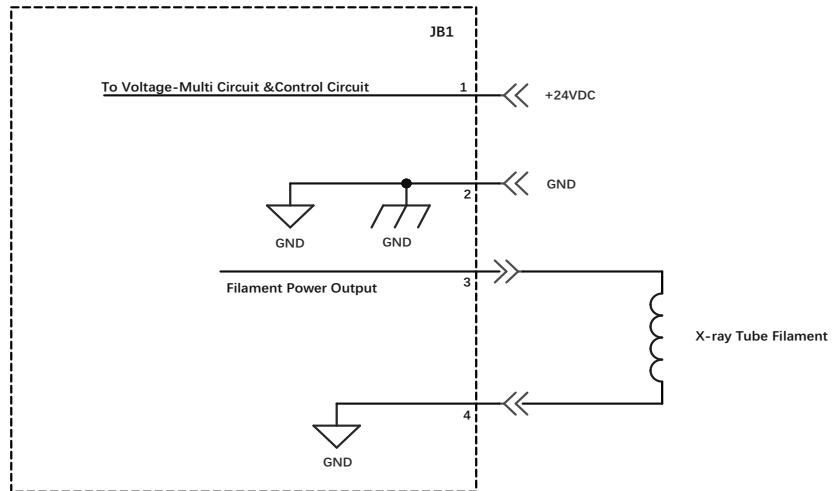 JB1
To Voltage-Multi Circuit &Control Circuit
1
+24VDC
2
GND
GND
GND
3
Filament Power Output
X-ray Tube Filament
4
GND